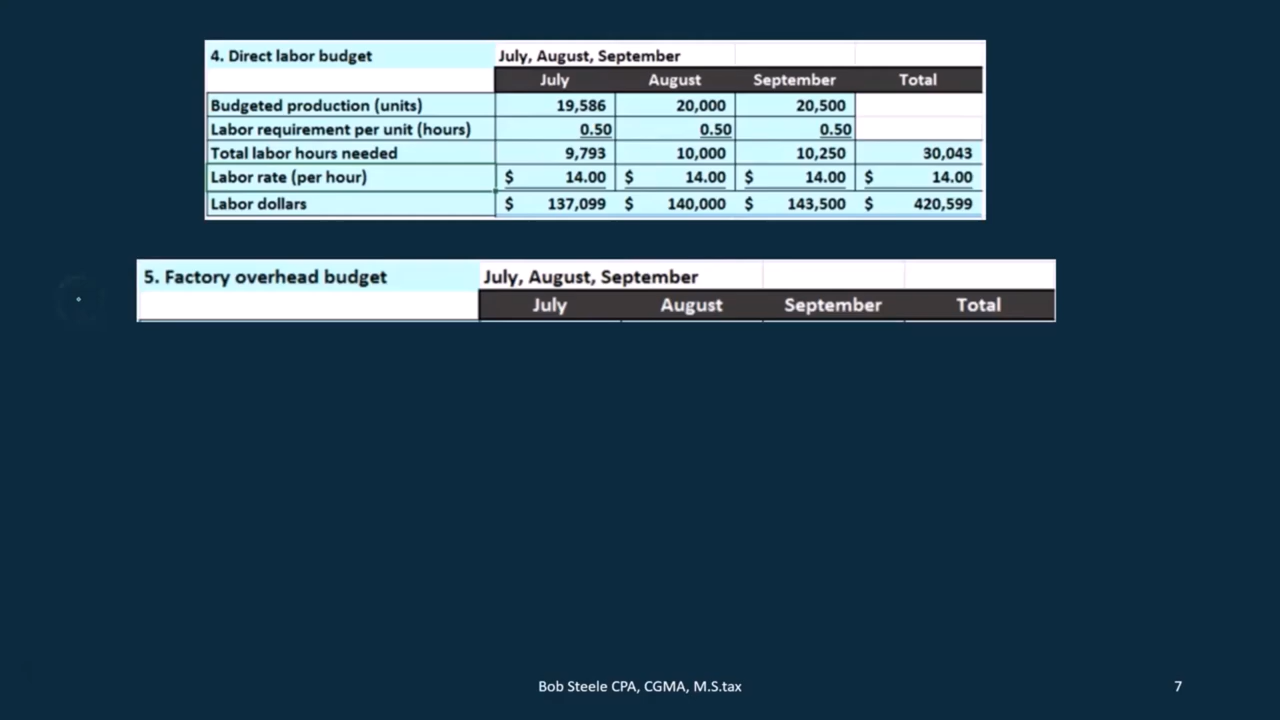 4. Direct labor budget July, August, September
July August September Total
Budgeted production (units) 19,586 20,000 20,500
Labor requirement per unit (hours) 0.50 0.50 0.50
Total labor hours needed 9,793 10,000 10,250 30,043
Labor rate (per hour) $ 14.00 $ 14.00 $ 14.00 $ 14.00
Labor dollars $ 137,099 $ 140,000 $ 143,500 $ 420,599
5. Factory overhead budget July, August, September
July August September Total
Bob Steele CPA, CGMA, M.S.tax 7